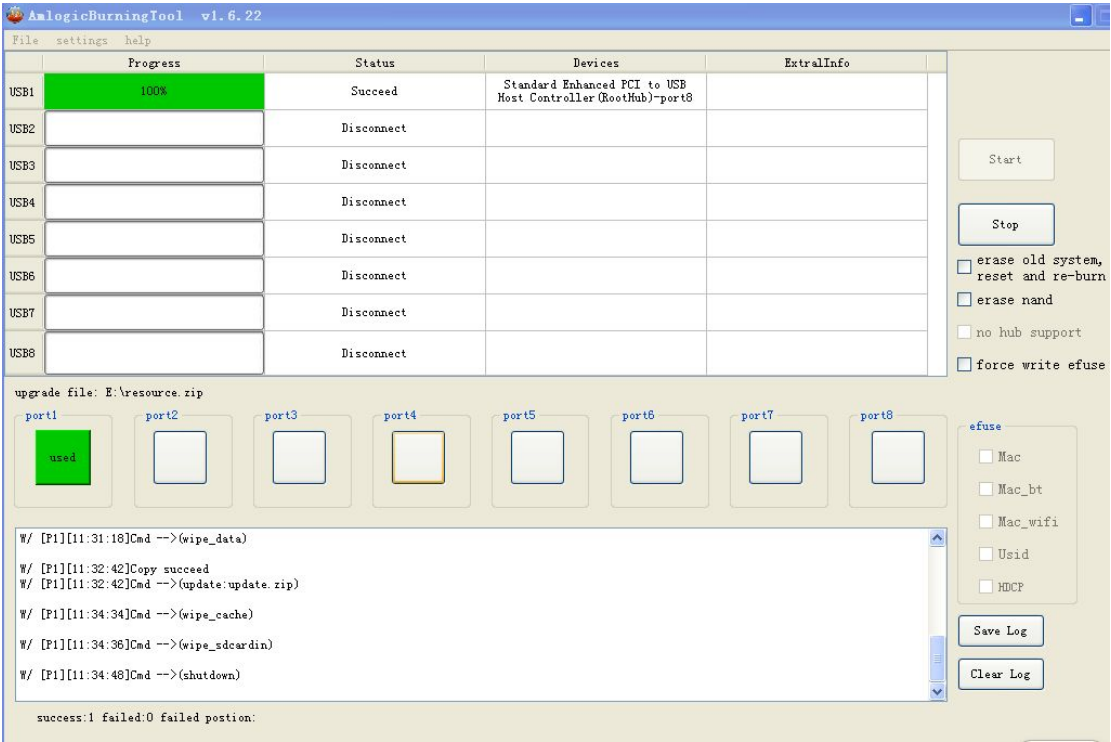 AmlogicBurningTool v1.6.22
File settings help
Progress Status Devices ExtralInfo
USB1 100% Succeed Standard Enhanced PCI to USB
Host Controller(RootHub)-port8
USB2 Disconnect
USB3 Disconnect
USB4 Disconnect
USB5 Disconnect
USB6 Disconnect
USB7 Disconnect
USB8 Disconnect
Start
Stop
erase old system,
reset and re-burn
erase nand
no hub support
force write efuse
upgrade file: E:\resource.zip
port1 port2 port3 port4 port5 port6 port7 port8
used
efuse
Mac
Mac_bt
Mac_wifi
Usid
HDCP
W/ [P1][11:31:18]Cmd -->(wipe_data)
W/ [P1][11:32:42]Copy succeed
W/ [P1][11:32:42]Cmd -->(update:update.zip)
W/ [P1][11:34:34]Cmd -->(wipe_cache)
W/ [P1][11:34:36]Cmd -->(wipe_sdcardin)
W/ [P1][11:34:48]Cmd -->(shutdown)
Save Log
Clear Log
success:1 failed:0 failed postion: